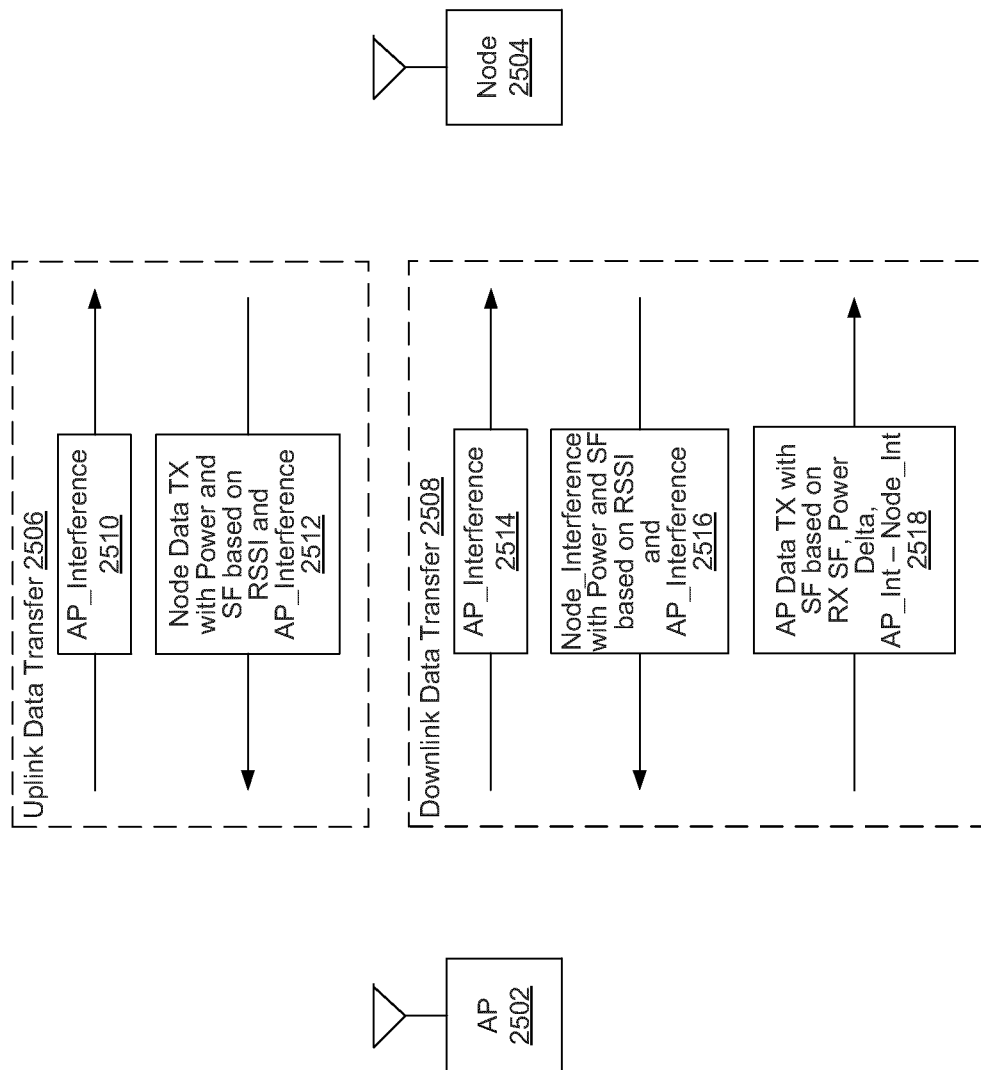 AP
2502
Node
2504
Uplink Data Transfer 2506
AP_Interference
2510
Node Data TX
with Power and
SF based on
RSSI and
AP_Interference
2512
Downlink Data Transfer 2508
AP_Interference
2514
Node_Interference
with Power and SF
based on RSSI
and
AP_Interference
2516
AP Data TX with
SF based on
RX SF, Power
Delta,
AP_Int – Node_Int
2518